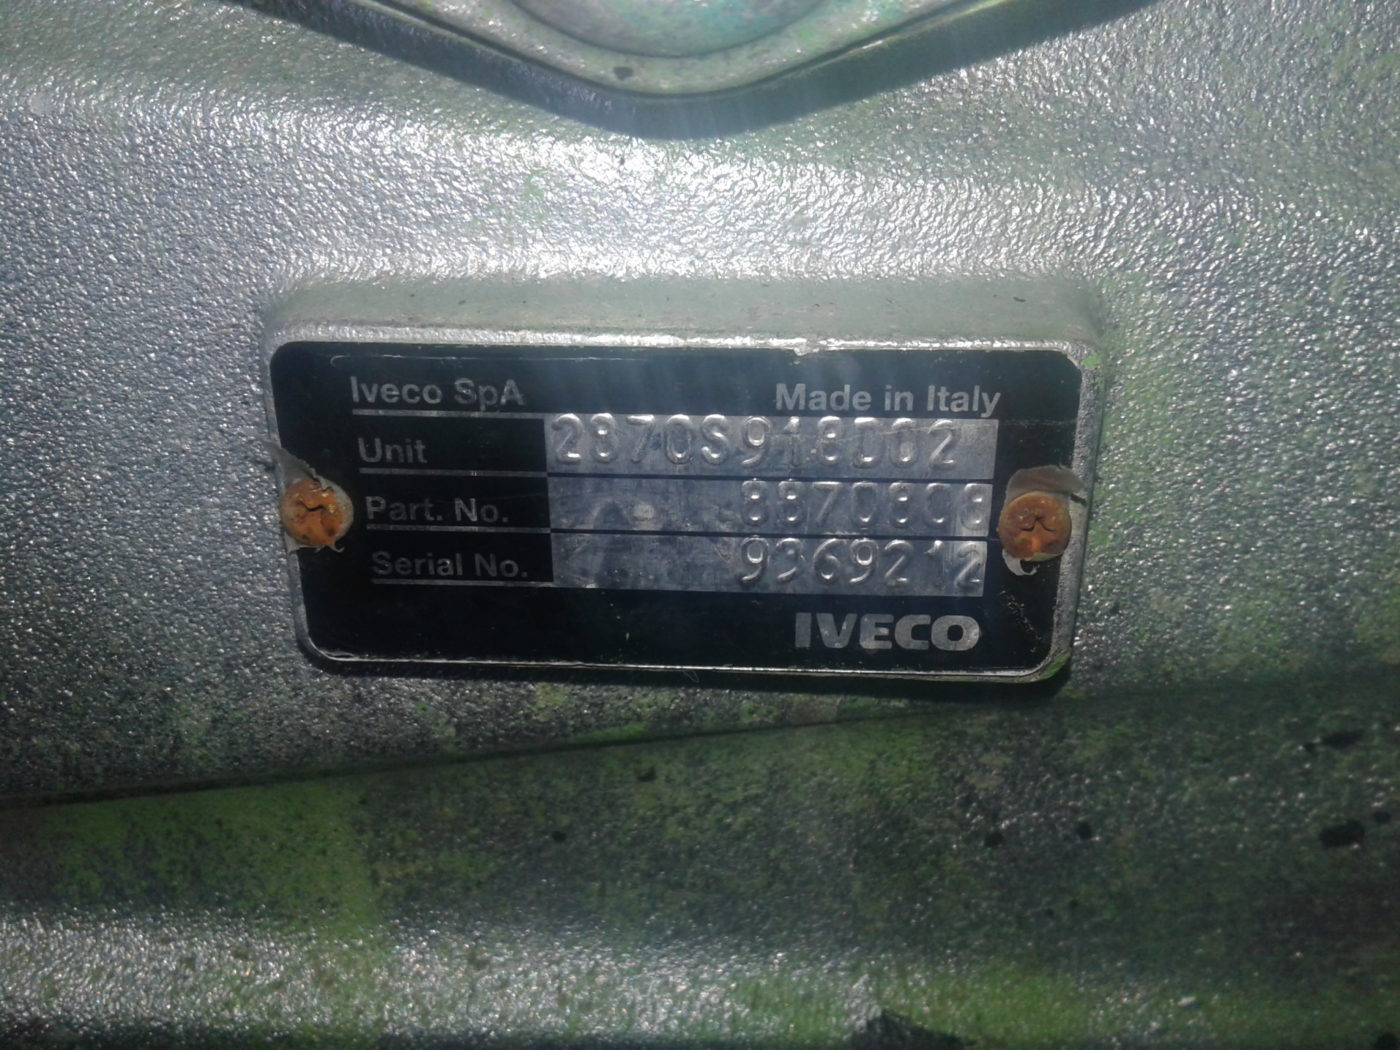 Iveco SpA Made in Italy
Unit 2870S918D02
Part. No. 8870808
Serial No. 9369212
IVECO